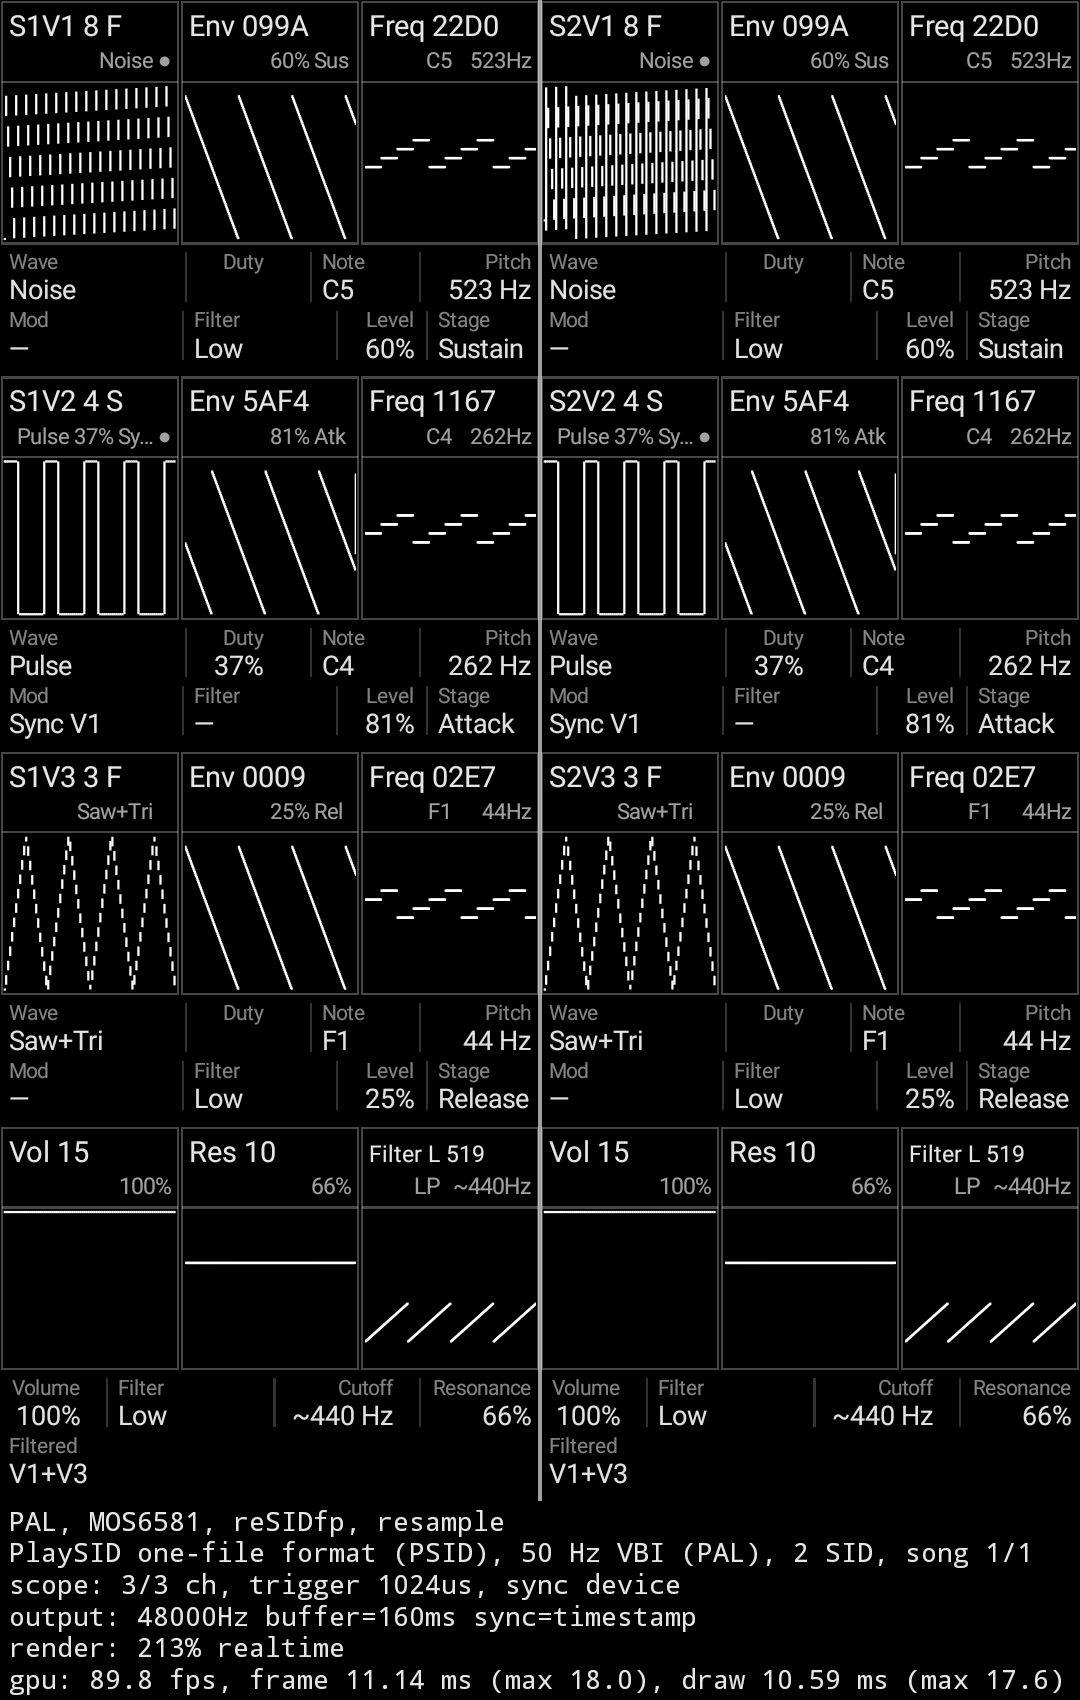 S1V1 8 F Env 099A Freq 22D0 S2V1 8 F Env 099A Freq 22D0
Noise ● 60% Sus C5 523Hz Noise ● 60% Sus C5 523Hz
Wave Duty Note Pitch Wave Duty Note Pitch
Noise C5 523 Hz Noise C5 523 Hz
Mod Filter Level Stage Mod Filter Level Stage
— Low 60% Sustain — Low 60% Sustain
S1V2 4 S Env 5AF4 Freq 1167 S2V2 4 S Env 5AF4 Freq 1167
Pulse 37% Sy... ● 81% Atk C4 262Hz Pulse 37% Sy... ● 81% Atk C4 262Hz
Wave Duty Note Pitch Wave Duty Note Pitch
Pulse 37% C4 262 Hz Pulse 37% C4 262 Hz
Mod Filter Level Stage Mod Filter Level Stage
Sync V1 — 81% Attack Sync V1 — 81% Attack
S1V3 3 F Env 0009 Freq 02E7 S2V3 3 F Env 0009 Freq 02E7
Saw+Tri 25% Rel F1 44Hz Saw+Tri 25% Rel F1 44Hz
Wave Duty Note Pitch Wave Duty Note Pitch
Saw+Tri F1 44 Hz Saw+Tri F1 44 Hz
Mod Filter Level Stage Mod Filter Level Stage
— Low 25% Release — Low 25% Release
Vol 15 Res 10 Filter L 519 Vol 15 Res 10 Filter L 519
100% 66% LP ~440Hz 100% 66% LP ~440Hz
Volume Filter Cutoff Resonance Volume Filter Cutoff Resonance
100% Low ~440 Hz 66% 100% Low ~440 Hz 66%
Filtered Filtered
V1+V3 V1+V3
PAL, MOS6581, reSIDfp, resample
PlaySID one-file format (PSID), 50 Hz VBI (PAL), 2 SID, song 1/1
scope: 3/3 ch, trigger 1024us, sync device
output: 48000Hz buffer=160ms sync=timestamp
render: 213% realtime
gpu: 89.8 fps, frame 11.14 ms (max 18.0), draw 10.59 ms (max 17.6)